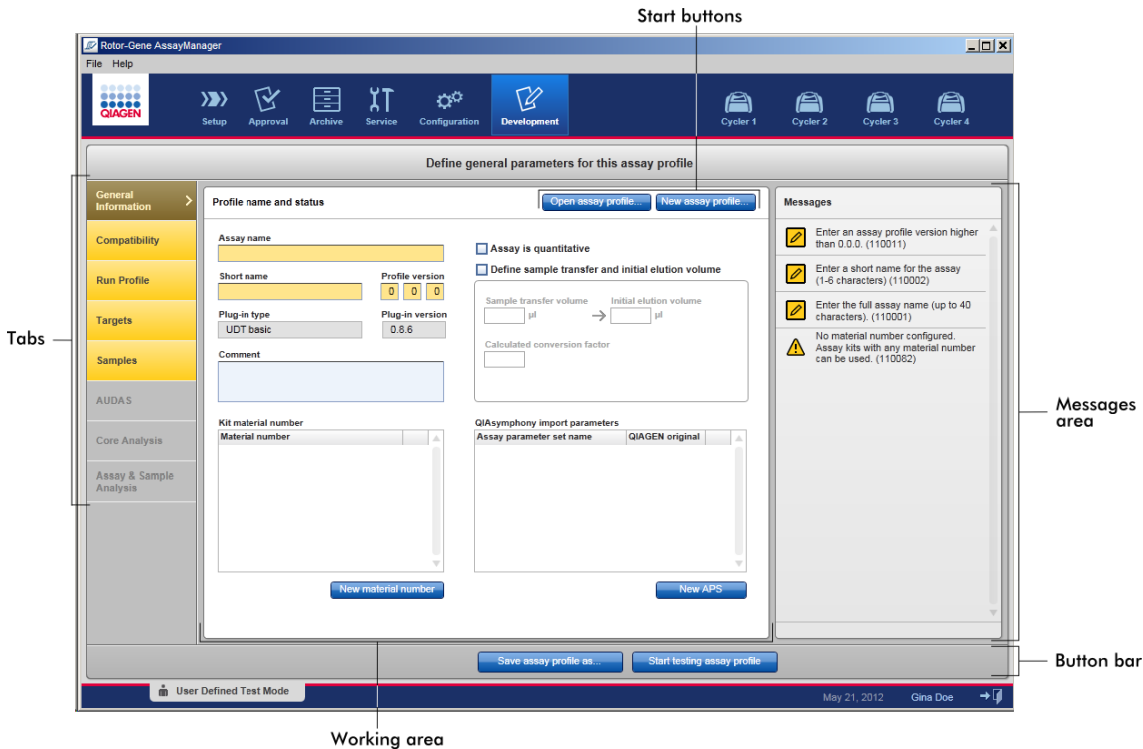 Start buttons
Rotor-Gene AssayManager
File Help
QIAGEN
Setup Approval Archive Service Configuration Development Cycler 1 Cycler 2 Cycler 3 Cycler 4
Define general parameters for this assay profile
General
Information
Compatibility
Run Profile
Targets
Samples
AUDAS
Core Analysis
Assay & Sample
Analysis
Tabs
Profile name and status
Open assay profile... New assay profile...
Assay name
Short name Profile version
0 0 0
Plug-in type Plug-in version
UDT basic 0.8.6
Comment
Assay is quantitative
Define sample transfer and initial elution volume
Sample transfer volume Initial elution volume
µl µl
Calculated conversion factor
Kit material number
Material number
New material number
QIAsymphony import parameters
Assay parameter set name QIAGEN original
New APS
Messages
Enter an assay profile version higher
than 0.0.0. (110011)
Enter a short name for the assay
(1-6 characters) (110002)
Enter the full assay name (up to 40
characters). (110001)
No material number configured.
Assay kits with any material number
can be used. (110082)
Messages
area
Save assay profile as... Start testing assay profile
Button bar
User Defined Test Mode
May 21, 2012 Gina Doe
Working area